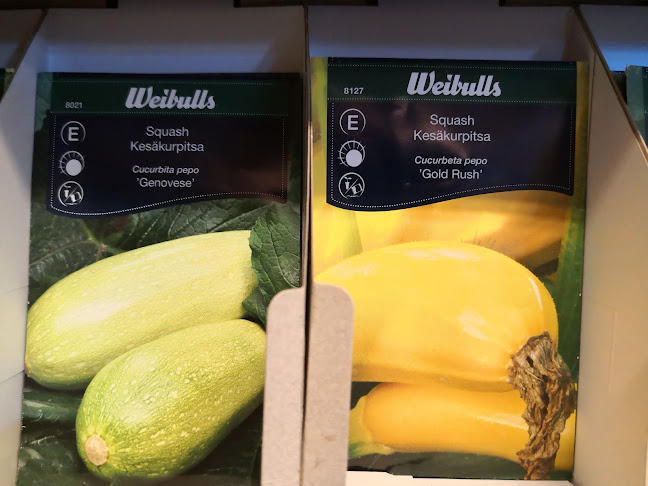 Weibulls
8021
E
Squash
Kesäkurpitsa
Cucurbita pepo
'Genovese'
Weibulls
8127
E
Squash
Kesäkurpitsa
Cucurbeta pepo
'Gold Rush'